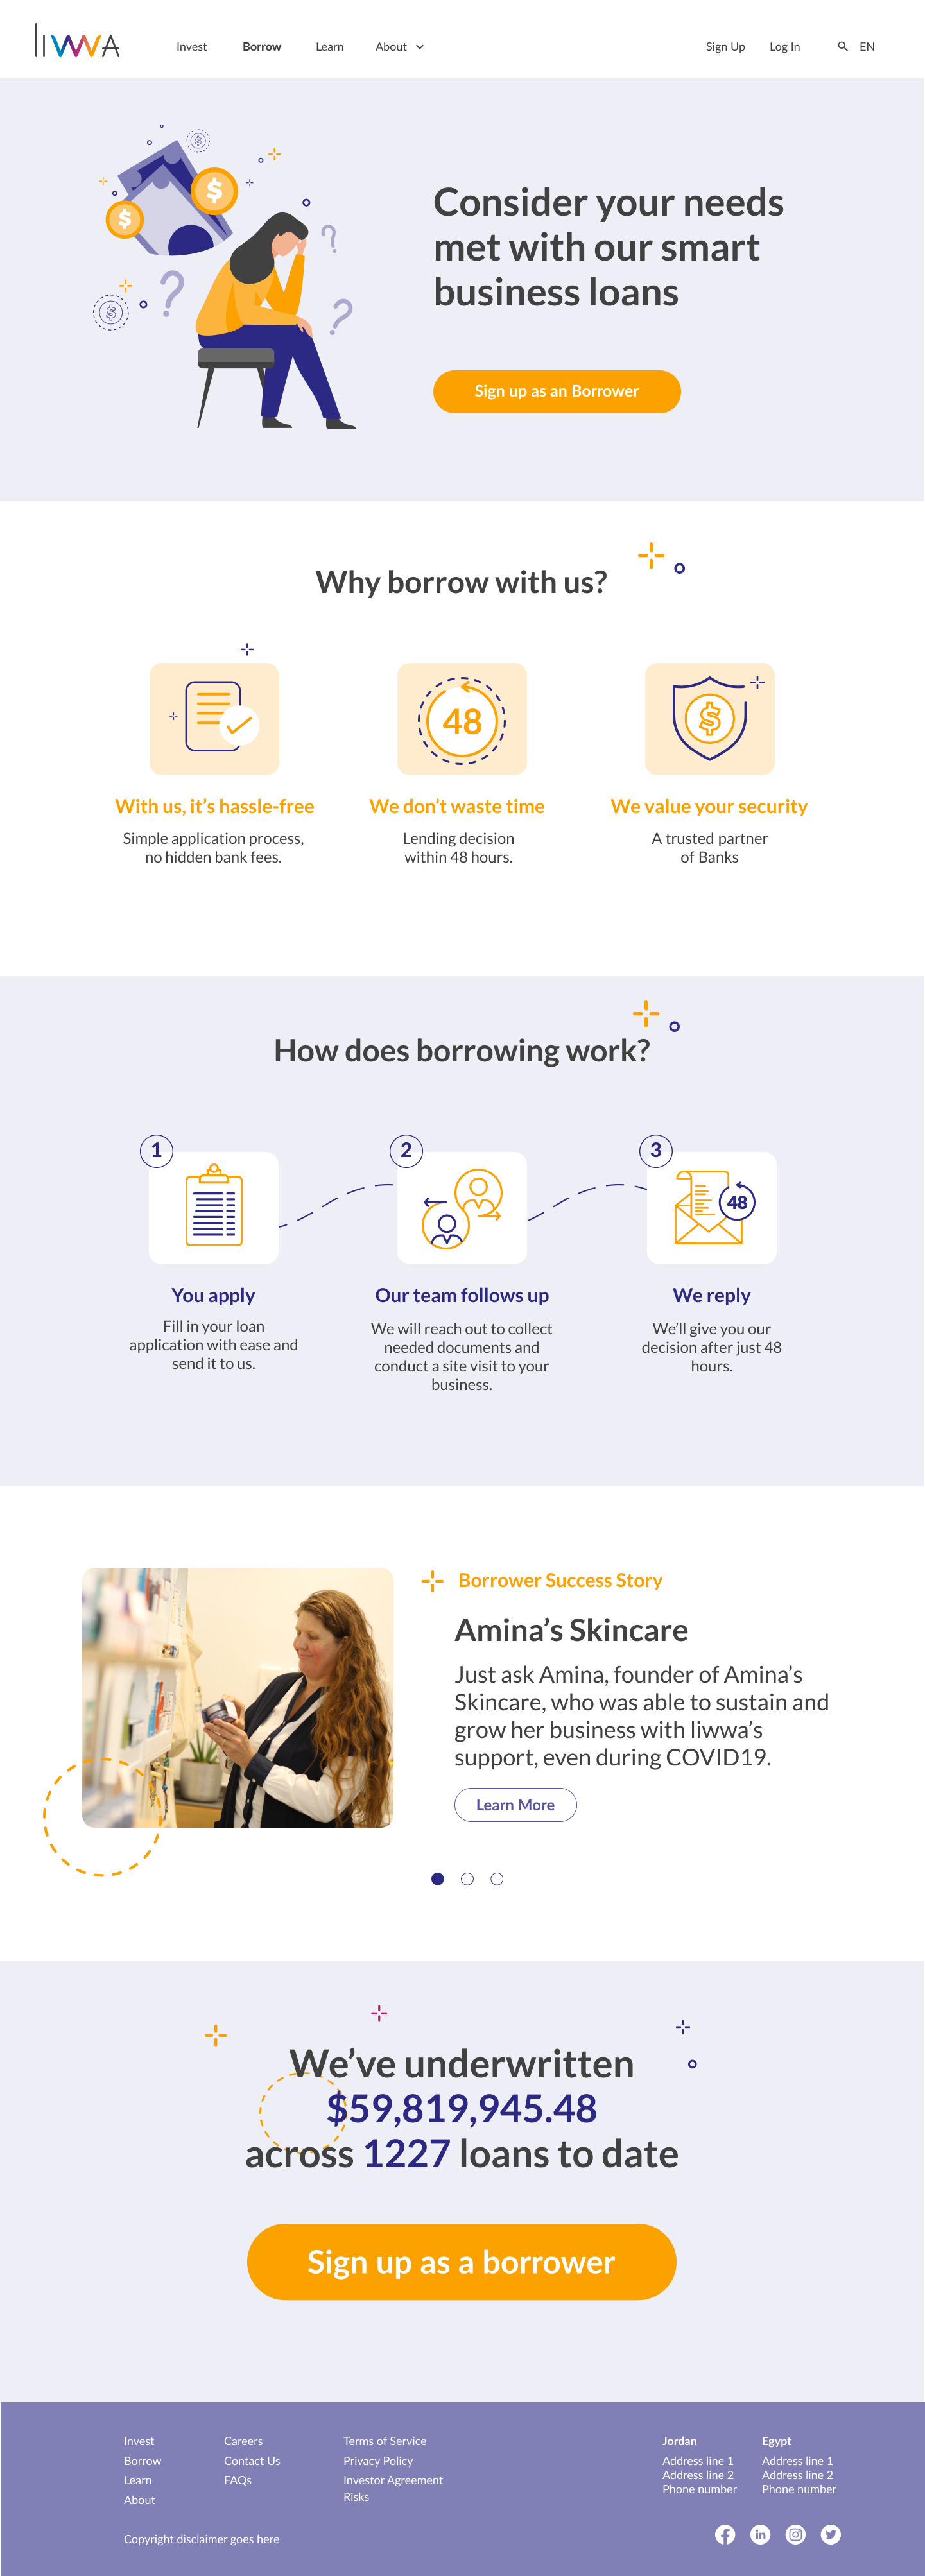 liwwa
Invest Borrow Learn About Sign Up Log In EN
$
$
$
$
Consider your needs
met with our smart
business loans
? ? ?
Sign up as an Borrower
Why borrow with us?
48
$
With us, it’s hassle-free
Simple application process,
no hidden bank fees.
We don’t waste time
Lending decision
within 48 hours.
We value your security
A trusted partner
of Banks
How does borrowing work?
1
You apply
Fill in your loan
application with ease and
send it to us.
2
Our team follows up
We will reach out to collect
needed documents and
conduct a site visit to your
business.
3
48
We reply
We’ll give you our
decision after just 48
hours.
Borrower Success Story
Amina’s Skincare
Just ask Amina, founder of Amina’s
Skincare, who was able to sustain and
grow her business with liwwa’s
support, even during COVID19.
Learn More
We’ve underwritten
$59,819,945.48
across 1227 loans to date
Sign up as a borrower
Invest
Borrow
Learn
About
Careers
Contact Us
FAQs
Terms of Service
Privacy Policy
Investor Agreement
Risks
Jordan
Address line 1
Address line 2
Phone number
Egypt
Address line 1
Address line 2
Phone number
Copyright disclaimer goes here
f in